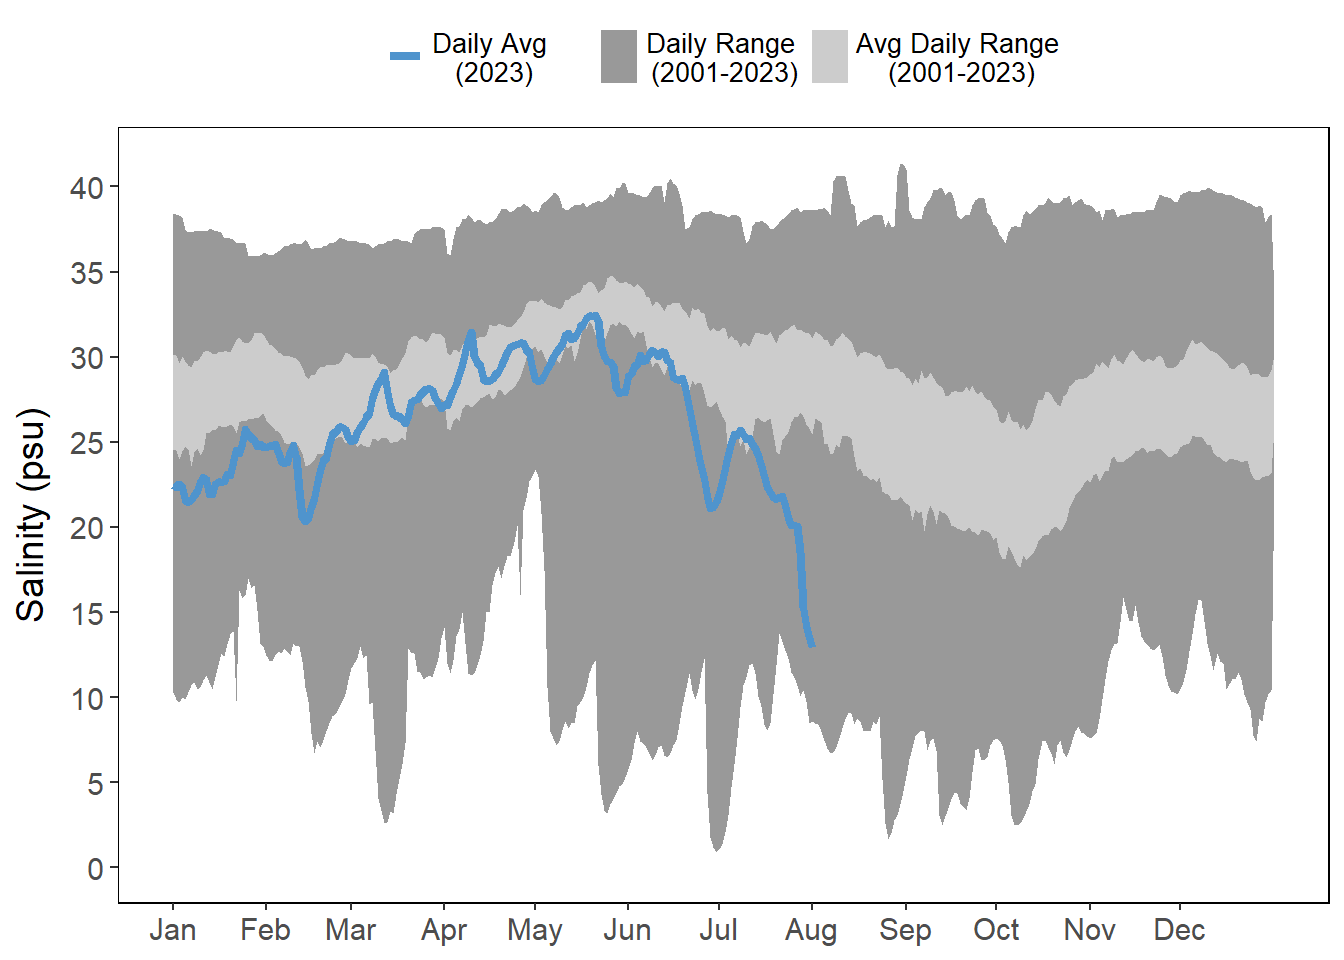 Daily Avg
(2023)
Daily Range
(2001-2023)
Avg Daily Range
(2001-2023)
Salinity (psu)
40
35
30
25
20
15
10
5
0
Jan Feb Mar Apr May Jun Jul Aug Sep Oct Nov Dec